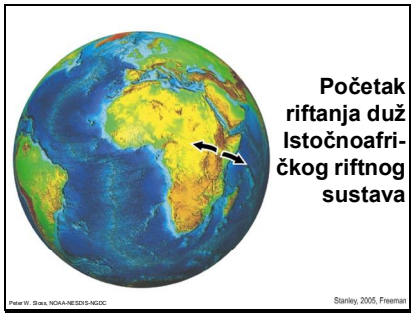 Početak
riftanja duž
Istočnoafri-
čkog riftnog
sustava
Peter W. Sloss, NOAA-NESDIS-NGDC
Stanley, 2005, Freeman